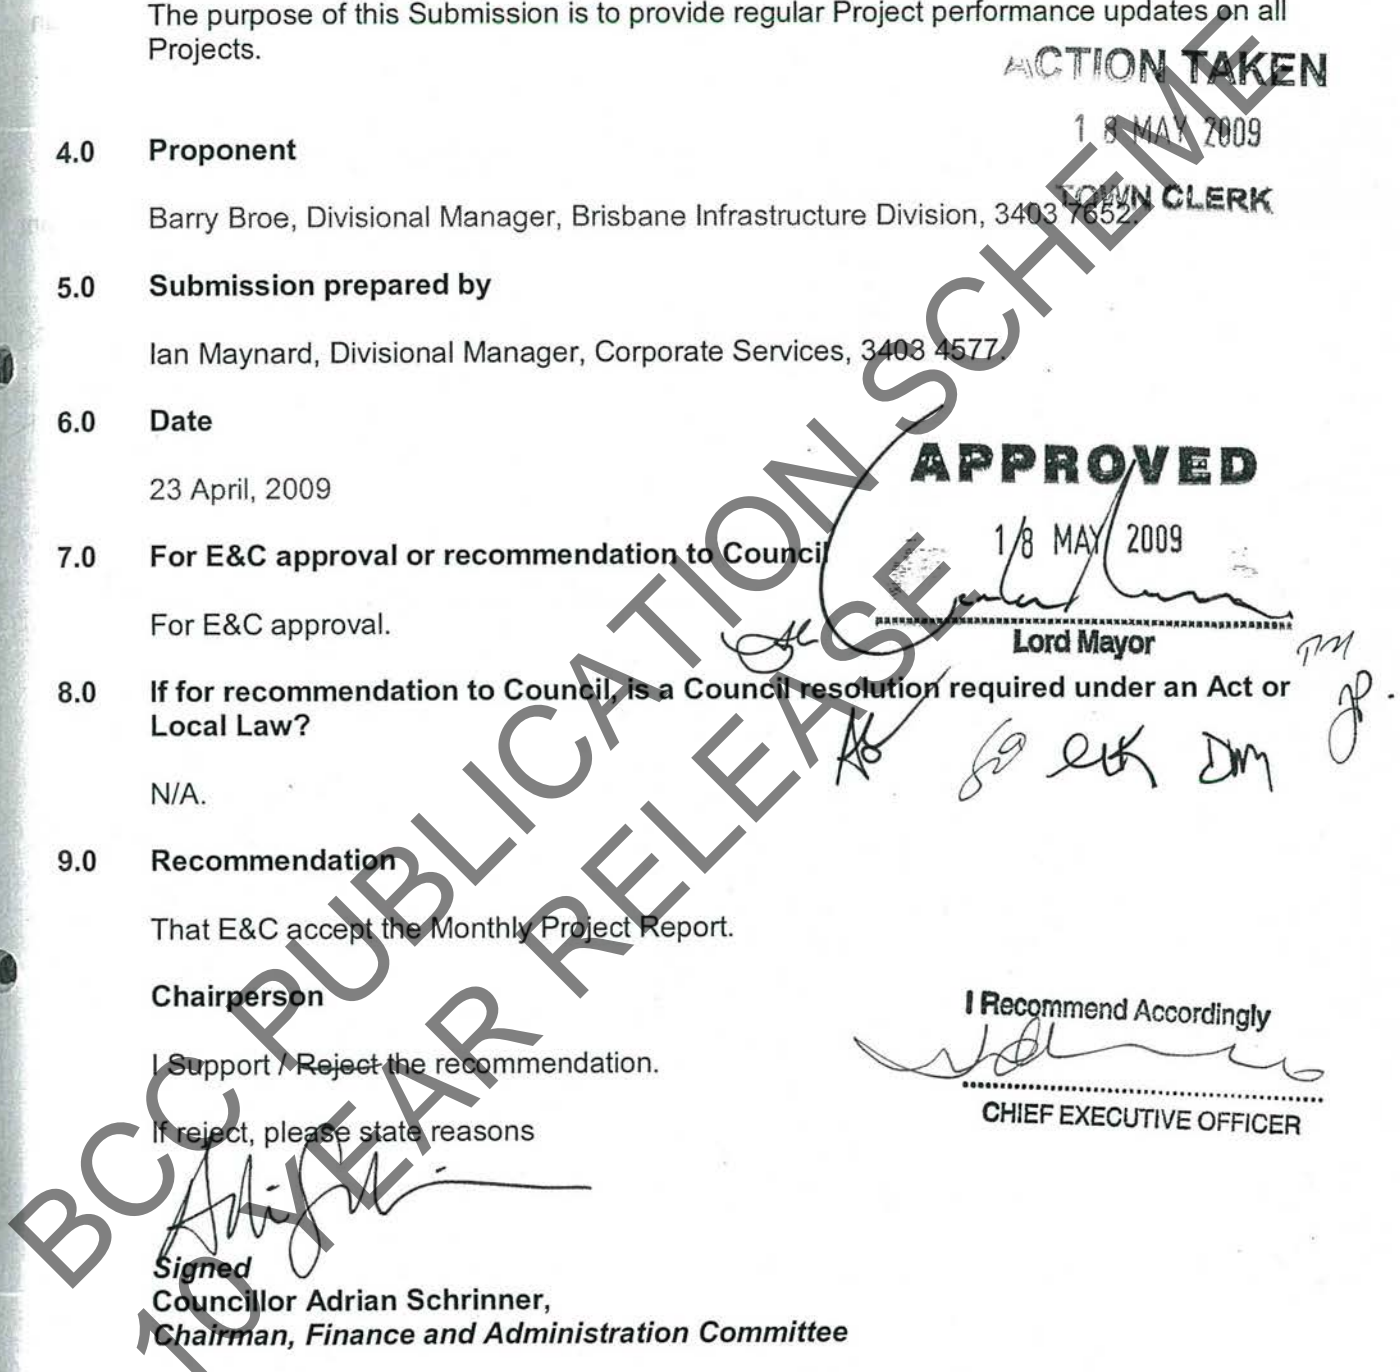 The purpose of this Submission is to provide regular Project performance updates on all
Projects.
ACTION TAKEN
18 MAY 2009
TOWN CLERK
4.0 Proponent
Barry Broe, Divisional Manager, Brisbane Infrastructure Division, 3403 7652.
5.0 Submission prepared by
Ian Maynard, Divisional Manager, Corporate Services, 3403 4577.
6.0 Date
23 April, 2009
APPROVED
18 MAY 2009
Lord Mayor
7.0 For E&C approval or recommendation to Council
For E&C approval.
8.0 If for recommendation to Council, is a Council resolution required under an Act or
Local Law?
DM
N/A.
9.0 Recommendation
That E&C accept the Monthly Project Report.
Chairperson
I Support / Reject the recommendation.
If reject, please state reasons
I Recommend Accordingly
CHIEF EXECUTIVE OFFICER
Signed
Councillor Adrian Schrinner,
Chairman, Finance and Administration Committee
BCC PUBLICATION SCHEME
10 YEAR RELEASE